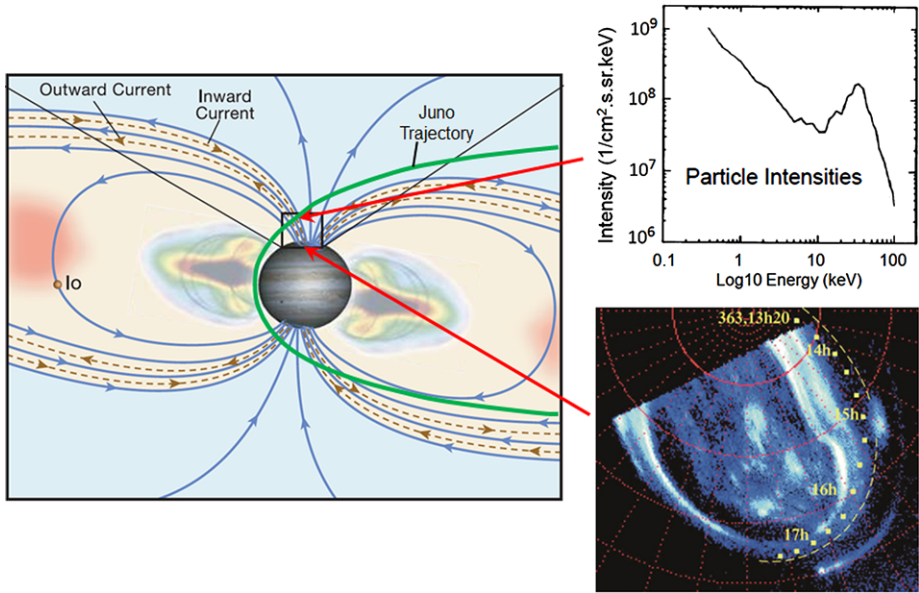 Outward Current
Inward
Current
Juno
Trajectory
Io
Intensity (1/cm².s.sr.keV)
10⁹
10⁸
10⁷
10⁶
Particle Intensities
0.1
1
10
100
Log10 Energy (keV)
363,13h20
14h
15h
16h
17h